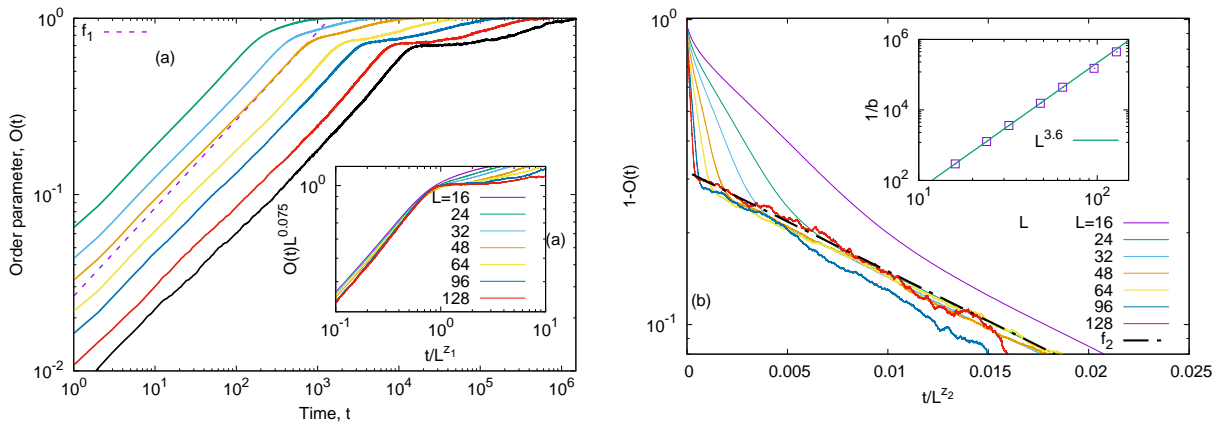 Order parameter, O(t)
10^0
10^-1
10^-2
f_1
(a)
10^0 10^1 10^2 10^3 10^4 10^5 10^6
Time, t
O(t)L^0.075
10^0
L=16
24
32
48
64
96
128
(a)
10^-1 10^0 10^1
t/L^z_1
1-O(t)
10^0
10^-1
(b)
0 0.005 0.01 0.015 0.02 0.025
t/L^z_2
1/b
10^6
10^4
10^2
L^3.6
10^1 10^2
L
L=16
24
32
48
64
96
128
f_2